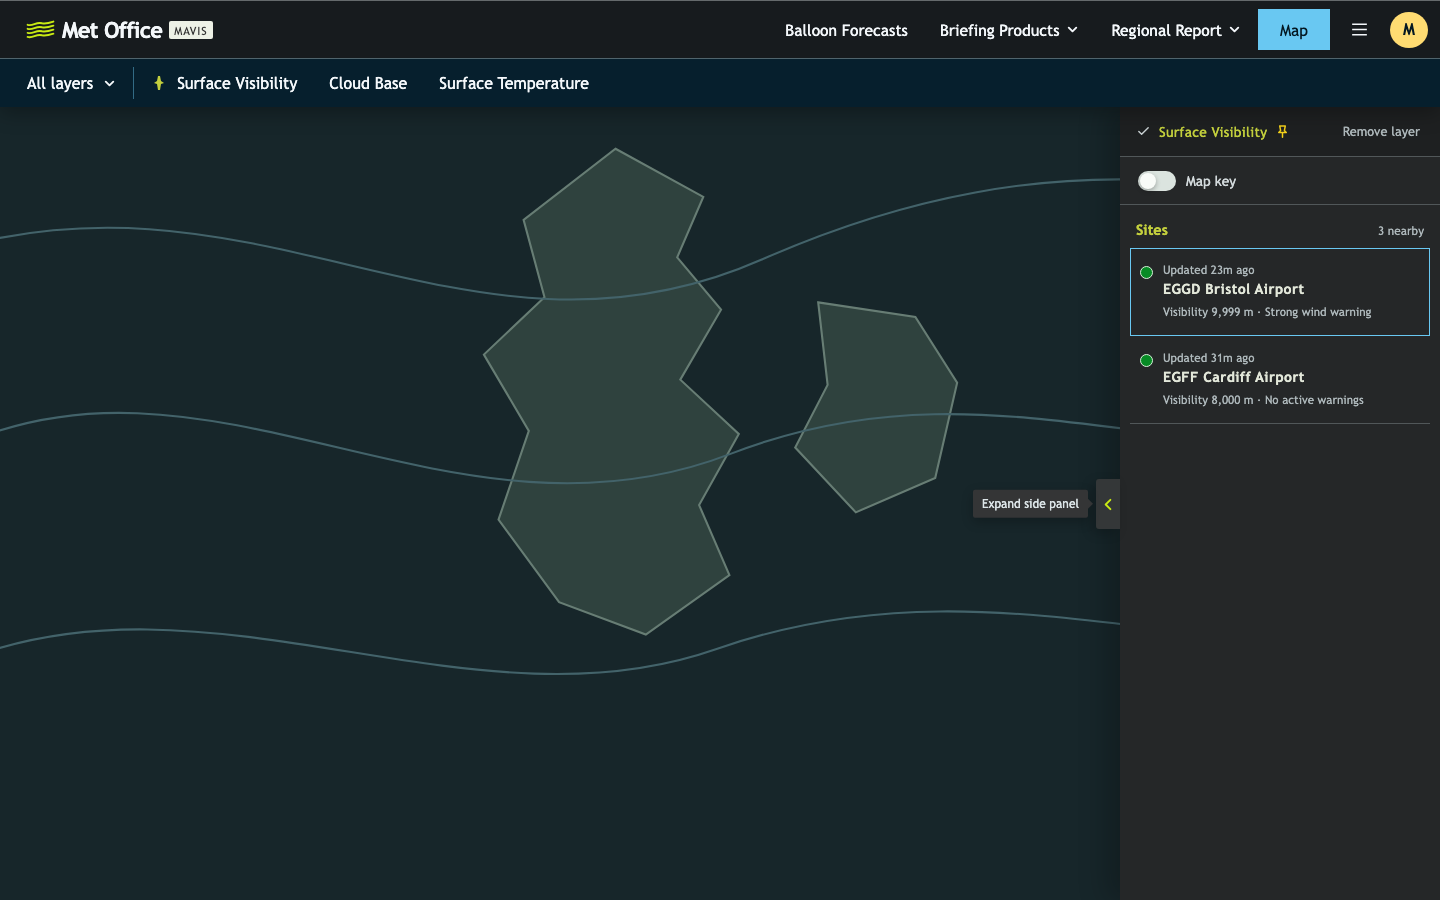 Met Office MAVIS
Balloon Forecasts
Briefing Products
Regional Report
Map
M
All layers
Surface Visibility
Cloud Base
Surface Temperature
Surface Visibility
Remove layer
Map key
Sites
3 nearby
Updated 23m ago
EGGD Bristol Airport
Visibility 9,999 m · Strong wind warning
Updated 31m ago
EGFF Cardiff Airport
Visibility 8,000 m · No active warnings
Expand side panel